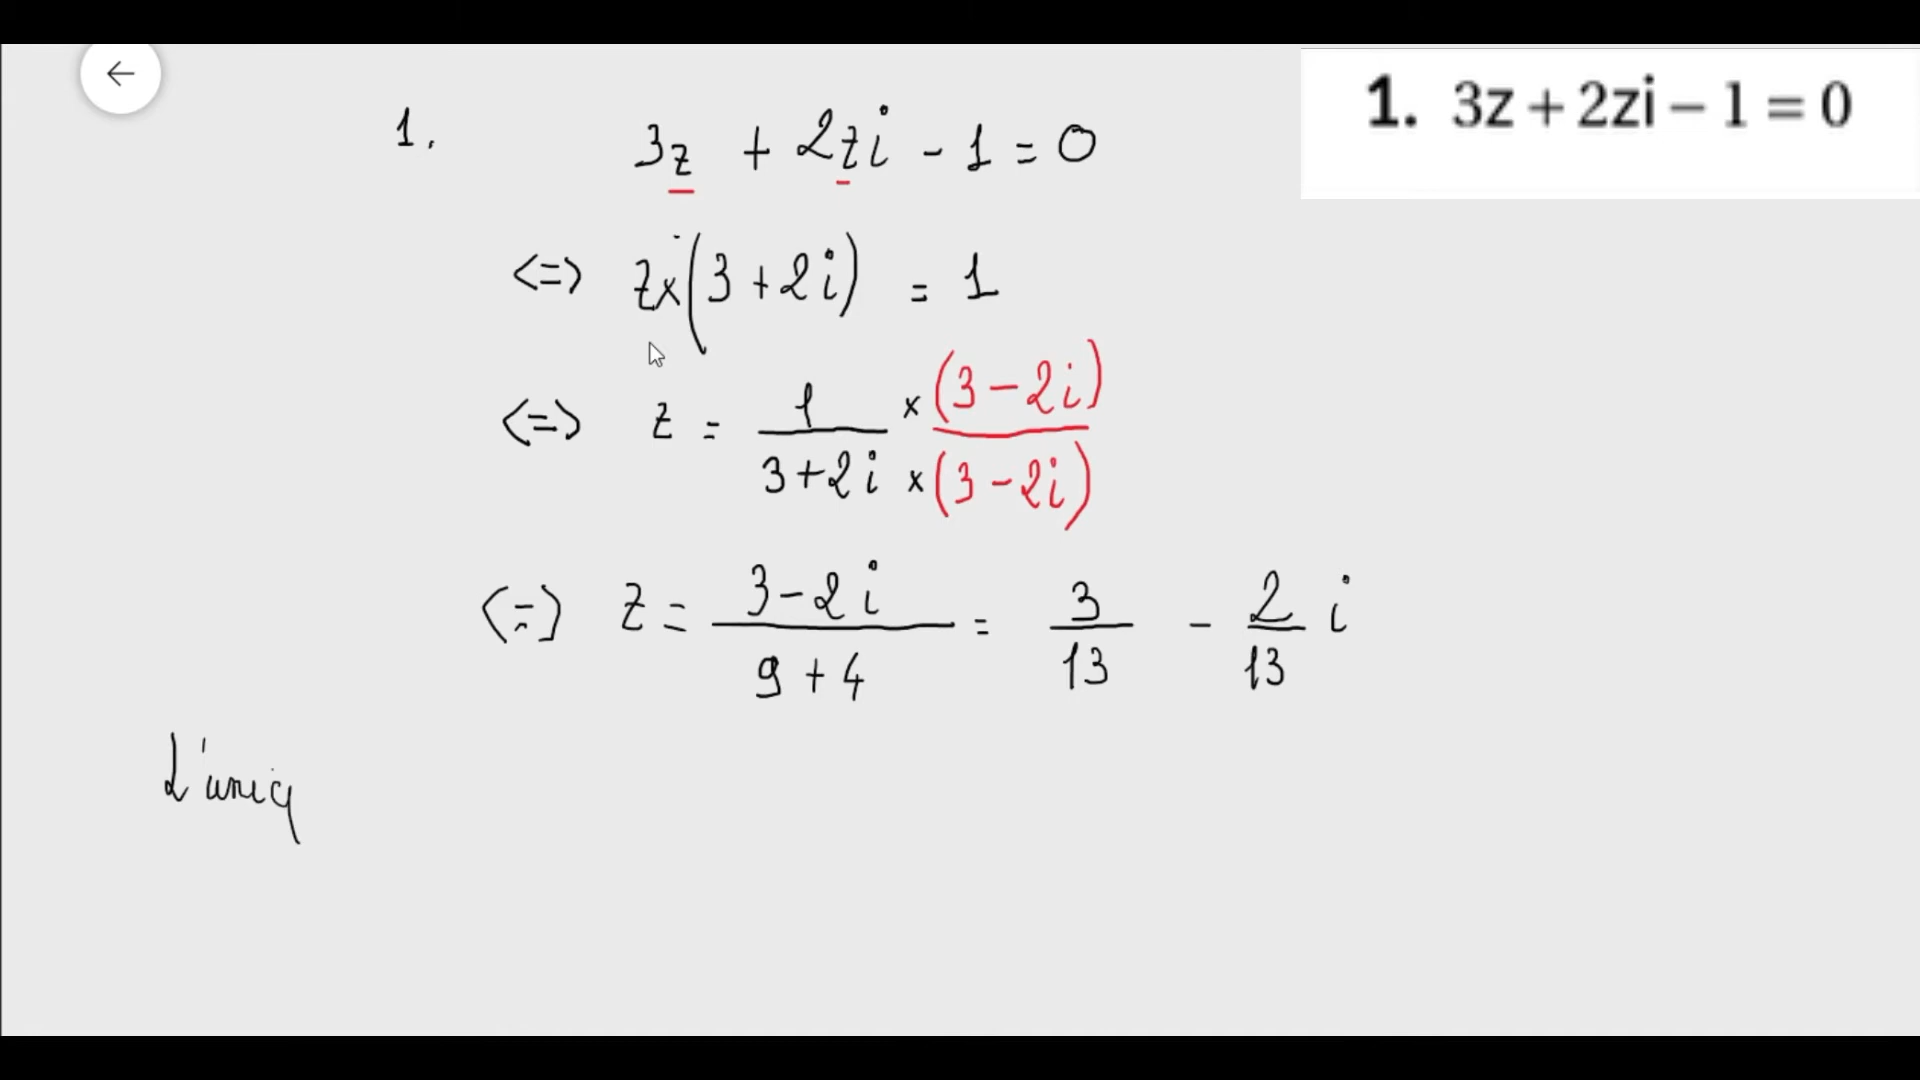 1. 3z + 2zi − 1 = 0
1. 3z + 2zi - 1 = 0
<=> z×(3 + 2i) = 1
<=> z = 1/(3+2i) × (3-2i)/(3-2i)
<=> z = (3-2i)/(9+4) = 3/13 - 2/13 i
L'uniq